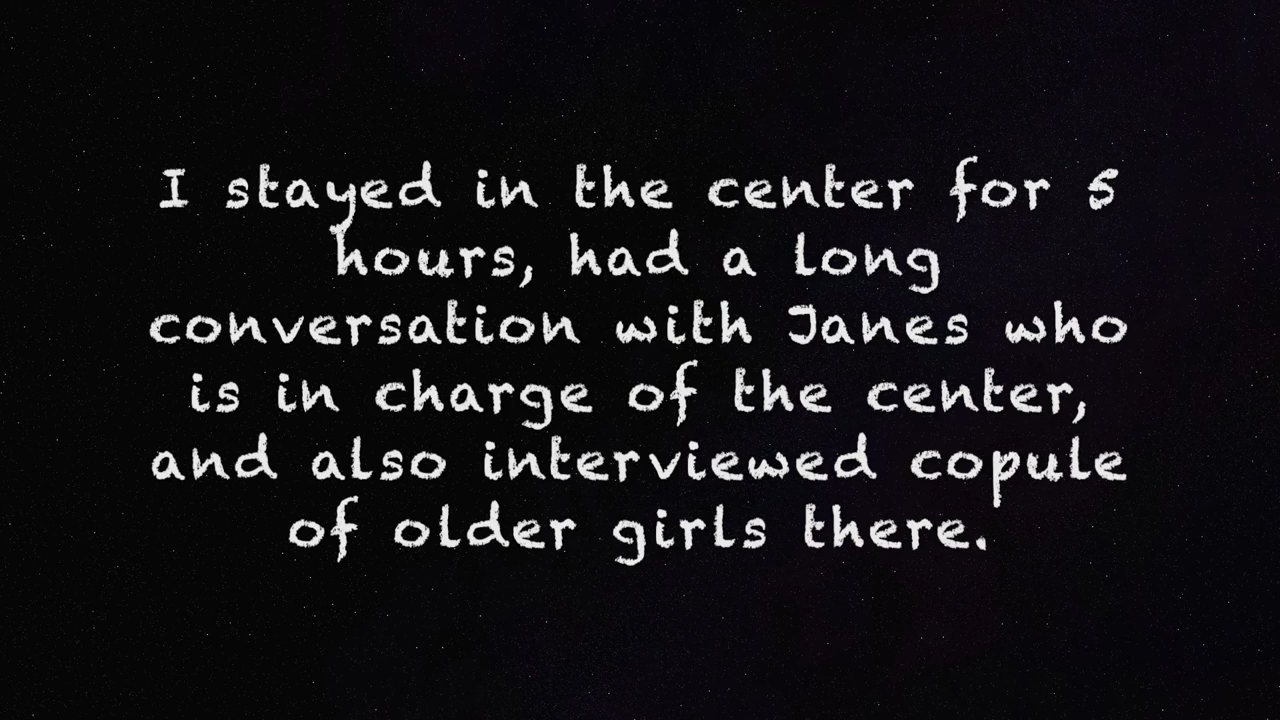 I stayed in the center for 5
hours, had a long
conversation with Janes who
is in charge of the center,
and also interviewed copule
of older girls there.